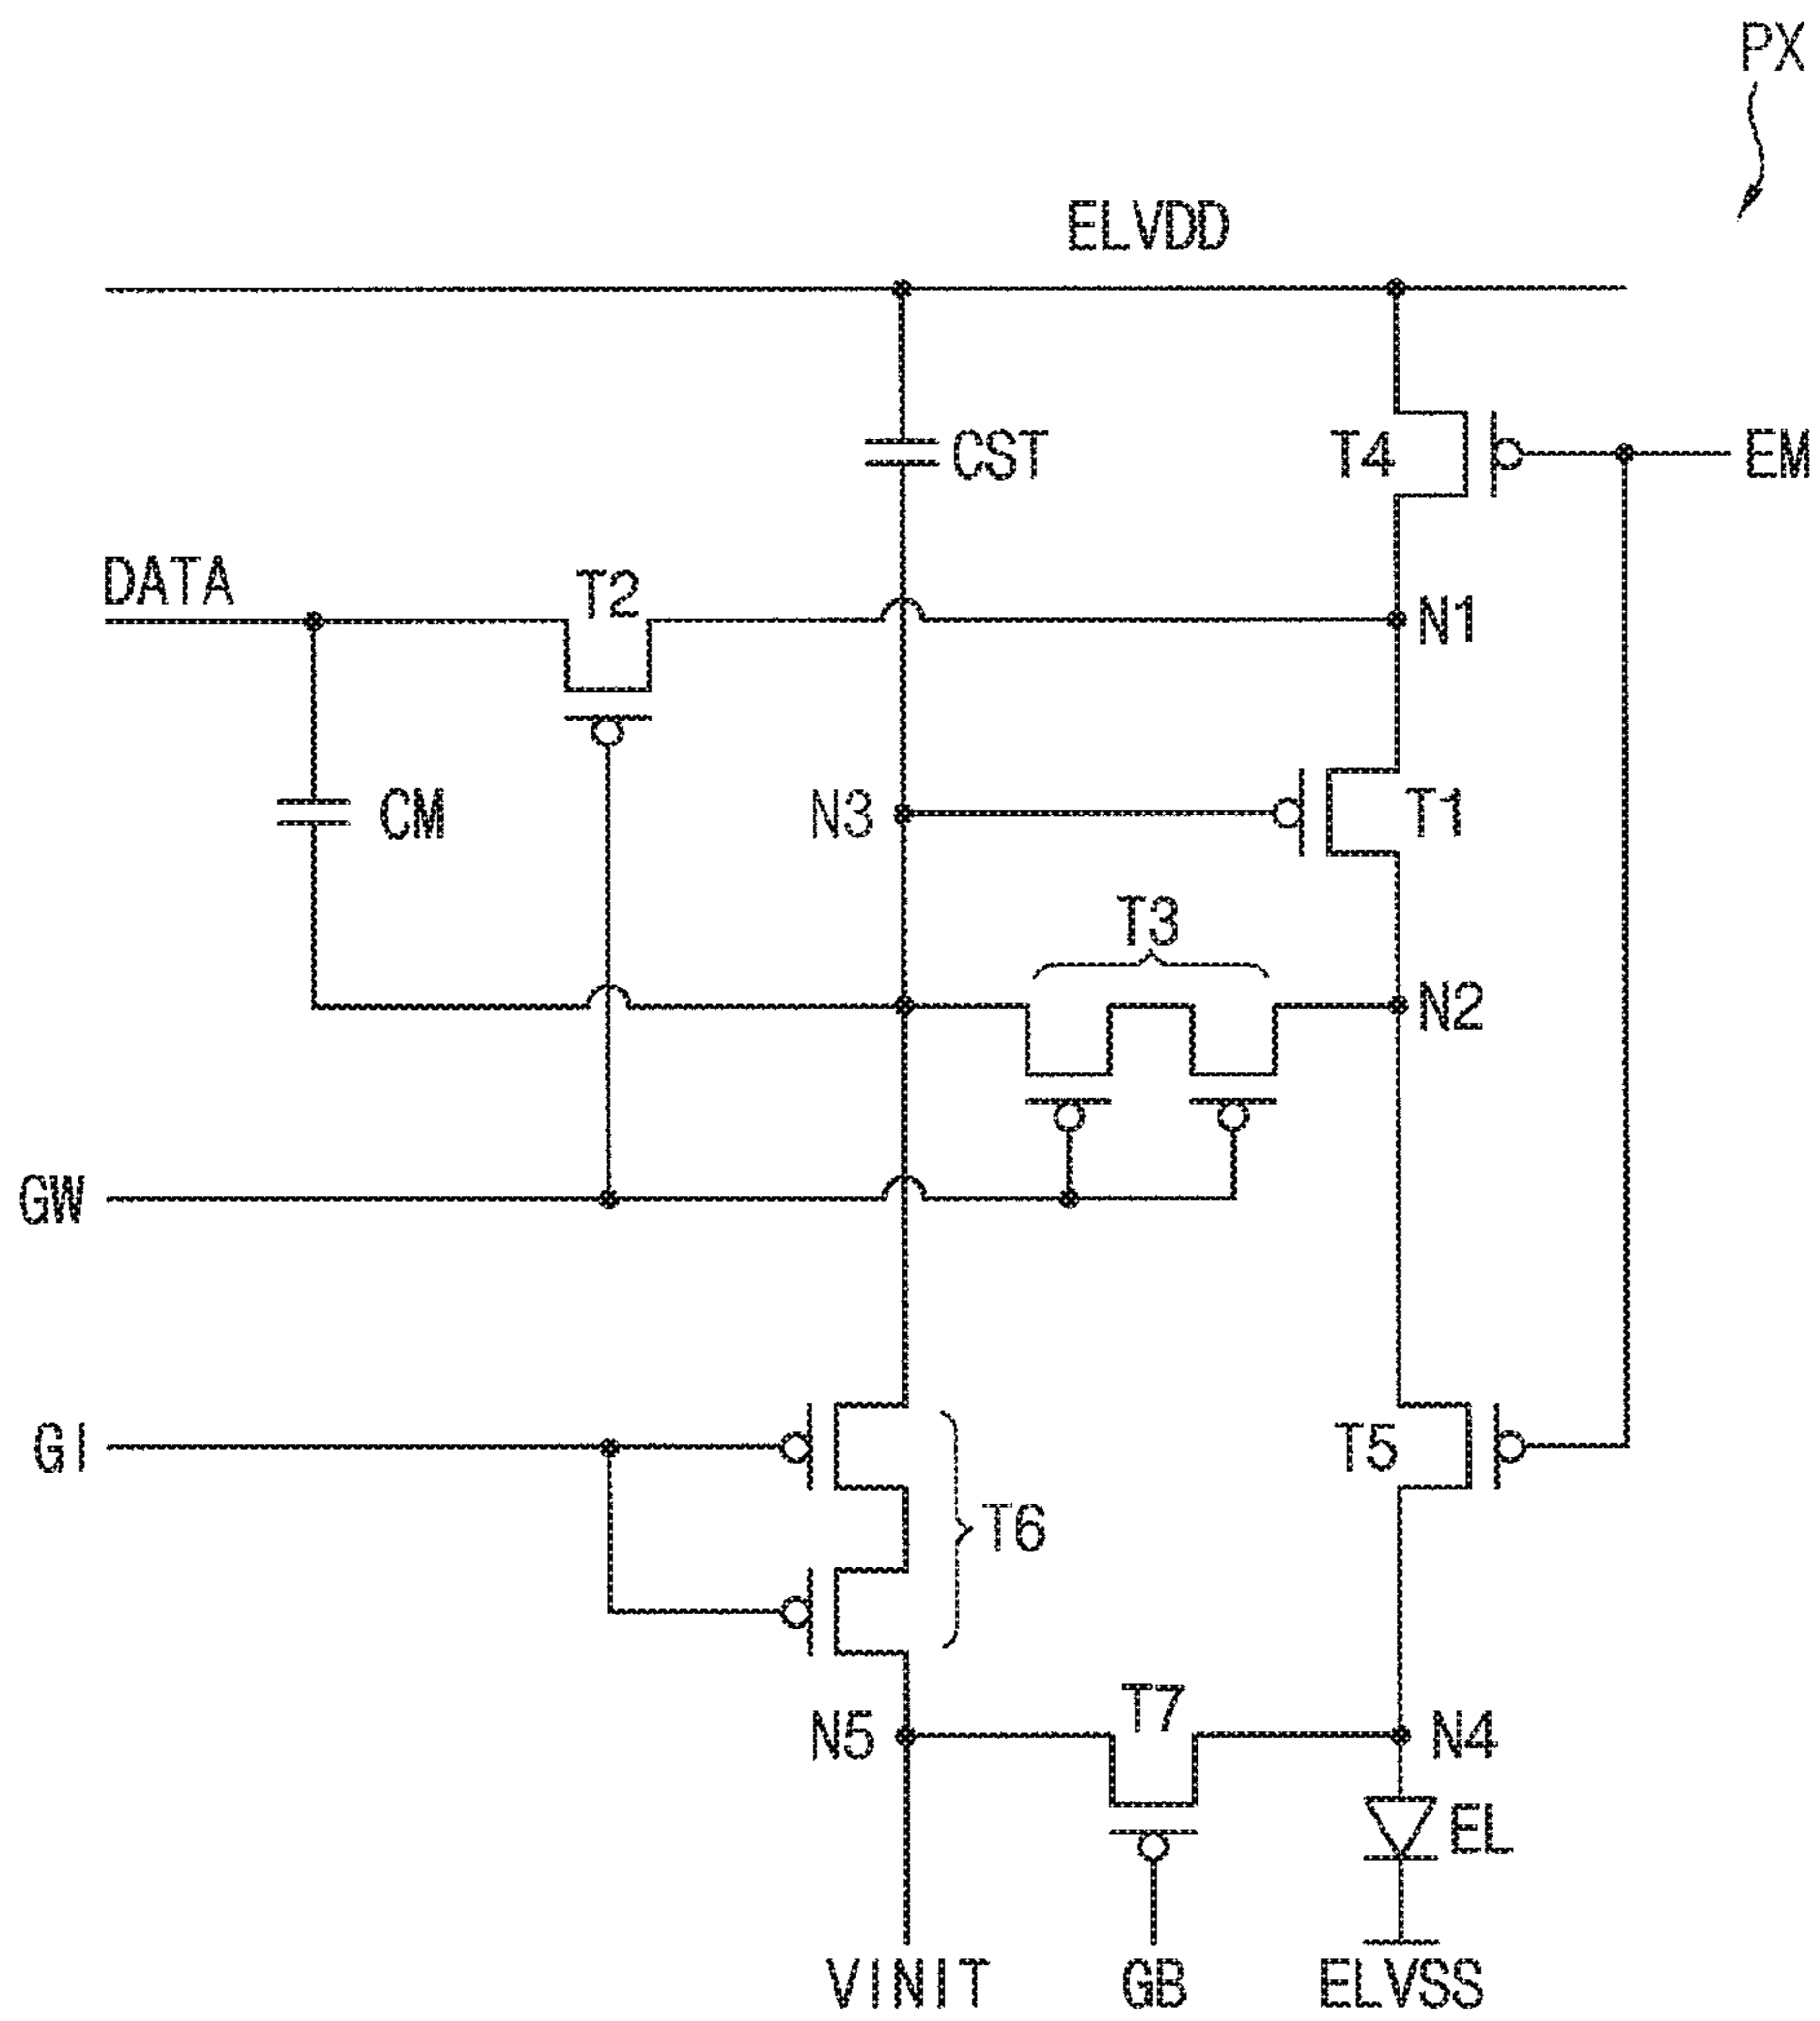 PX
ELVDD
CST
T4
EM
DATA
T2
N1
CM
N3
T1
T3
N2
GW
GI
T5
T6
T7
N5
N4
EL
VINIT
GB
ELVSS